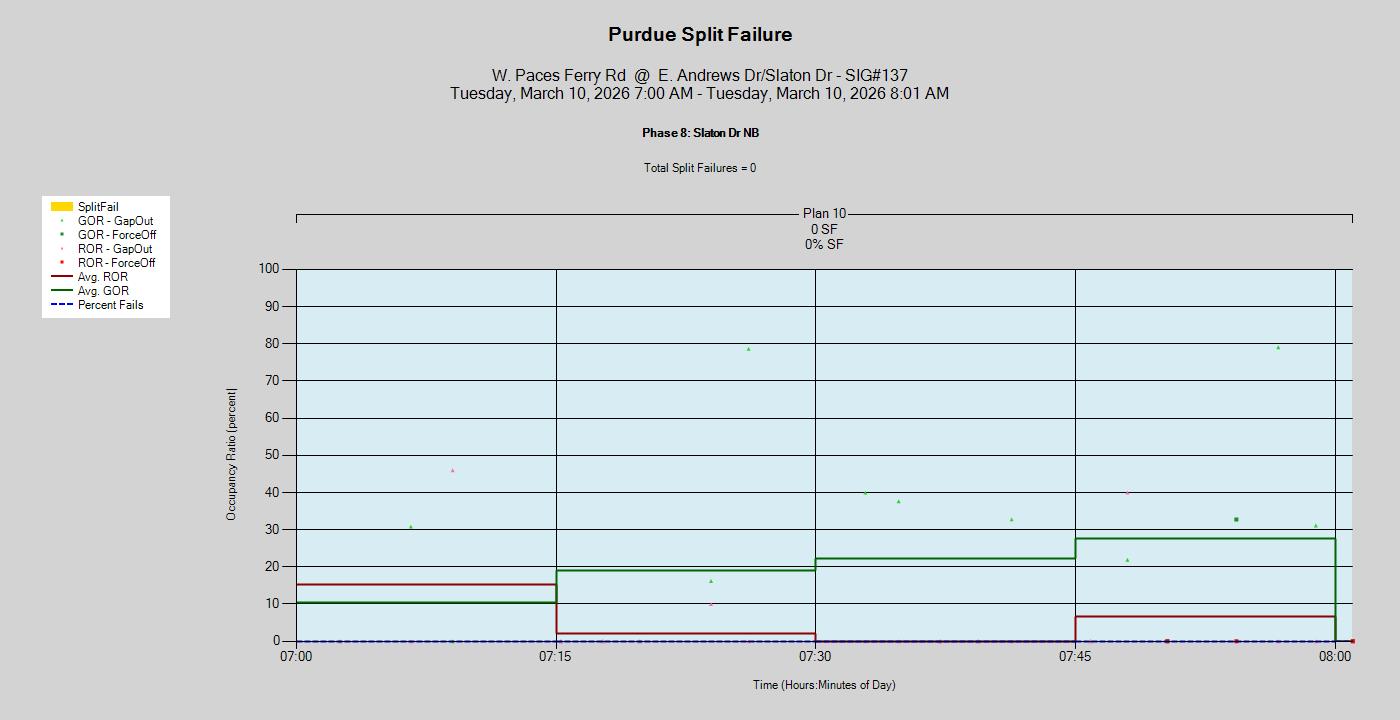 Purdue Split Failure
W. Paces Ferry Rd @ E. Andrews Dr/Slaton Dr - SIG#137
Tuesday, March 10, 2026 7:00 AM - Tuesday, March 10, 2026 8:01 AM
Phase 8: Slaton Dr NB
Total Split Failures = 0
SplitFail
GOR - GapOut
GOR - ForceOff
ROR - GapOut
ROR - ForceOff
Avg. ROR
Avg. GOR
Percent Fails
Plan 10
0 SF
0% SF
Occupancy Ratio (percent)
100
90
80
70
60
50
40
30
20
10
0
07:00 07:15 07:30 07:45 08:00
Time (Hours:Minutes of Day)